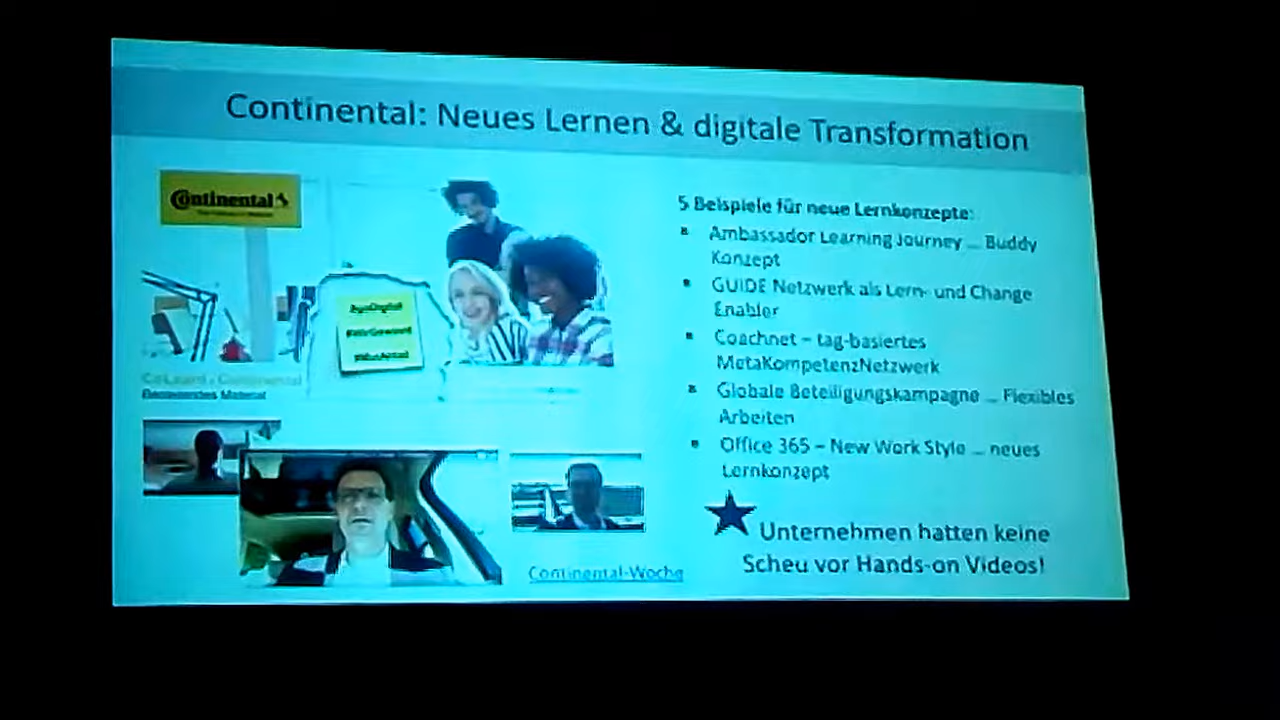 Continental: Neues Lernen & digitale Transformation
Continental
5 Beispiele für neue Lernkonzepte:
▪ Ambassador Learning Journey ... Buddy
Konzept
▪ GUIDE Netzwerk als Lern- und Change
Enabler
▪ Coachnet – tag-basiertes
MetaKompetenzNetzwerk
▪ Globale Beteiligungskampagne ... Flexibles
Arbeiten
▪ Office 365 – New Work Style ... neues
Lernkonzept
Continental
Material
Unternehmen hatten keine
Scheu vor Hands-on Videos!
Continental-Woche